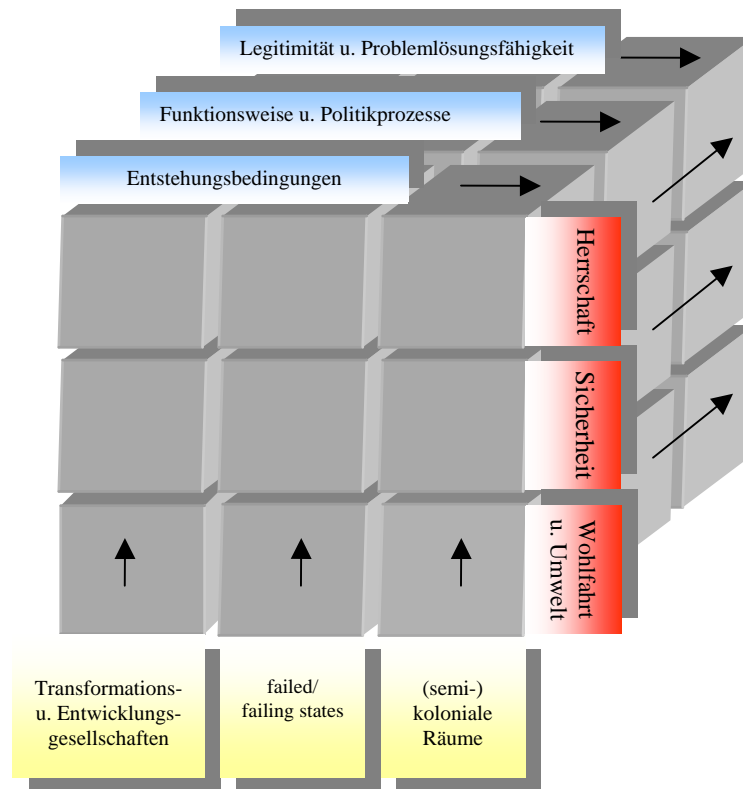 Legitimität u. Problemlösungsfähigkeit
Funktionsweise u. Politikprozesse
Entstehungsbedingungen
Herrschaft
Sicherheit
Wohlfahrt
u. Umwelt
Transformations-
u. Entwicklungs-
gesellschaften
failed/
failing states
(semi-)
koloniale
Räume